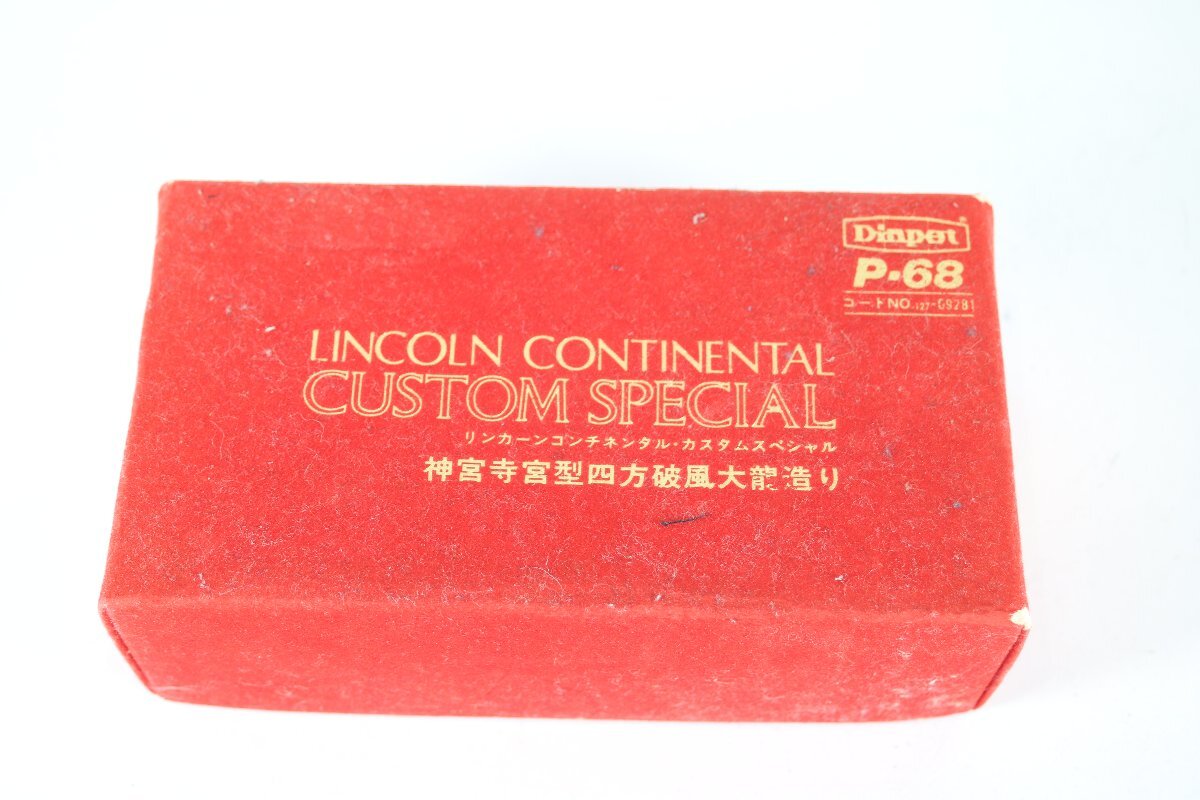 Dinpet
P-68
コードNO.127-09281
LINCOLN CONTINENTAL
CUSTOM SPECIAL
リンカーンコンチネンタル・カスタムスペシャル
神宮寺宮型四方破風大龍造り